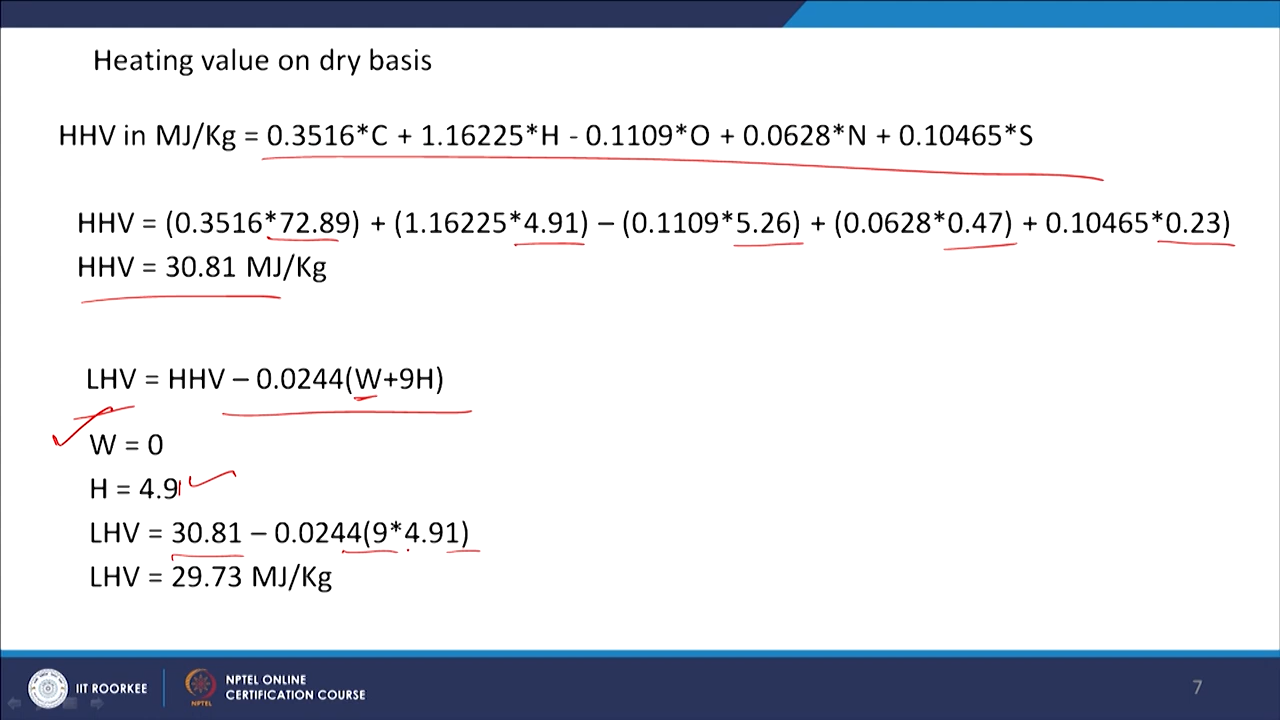 Heating value on dry basis
HHV in MJ/Kg = 0.3516*C + 1.16225*H - 0.1109*O + 0.0628*N + 0.10465*S
HHV = (0.3516*72.89) + (1.16225*4.91) – (0.1109*5.26) + (0.0628*0.47) + 0.10465*0.23)
HHV = 30.81 MJ/Kg
LHV = HHV – 0.0244(W+9H)
W = 0
H = 4.91
LHV = 30.81 – 0.0244(9*4.91)
LHV = 29.73 MJ/Kg
IIT ROORKEE
NPTEL
NPTEL ONLINE
CERTIFICATION COURSE
7